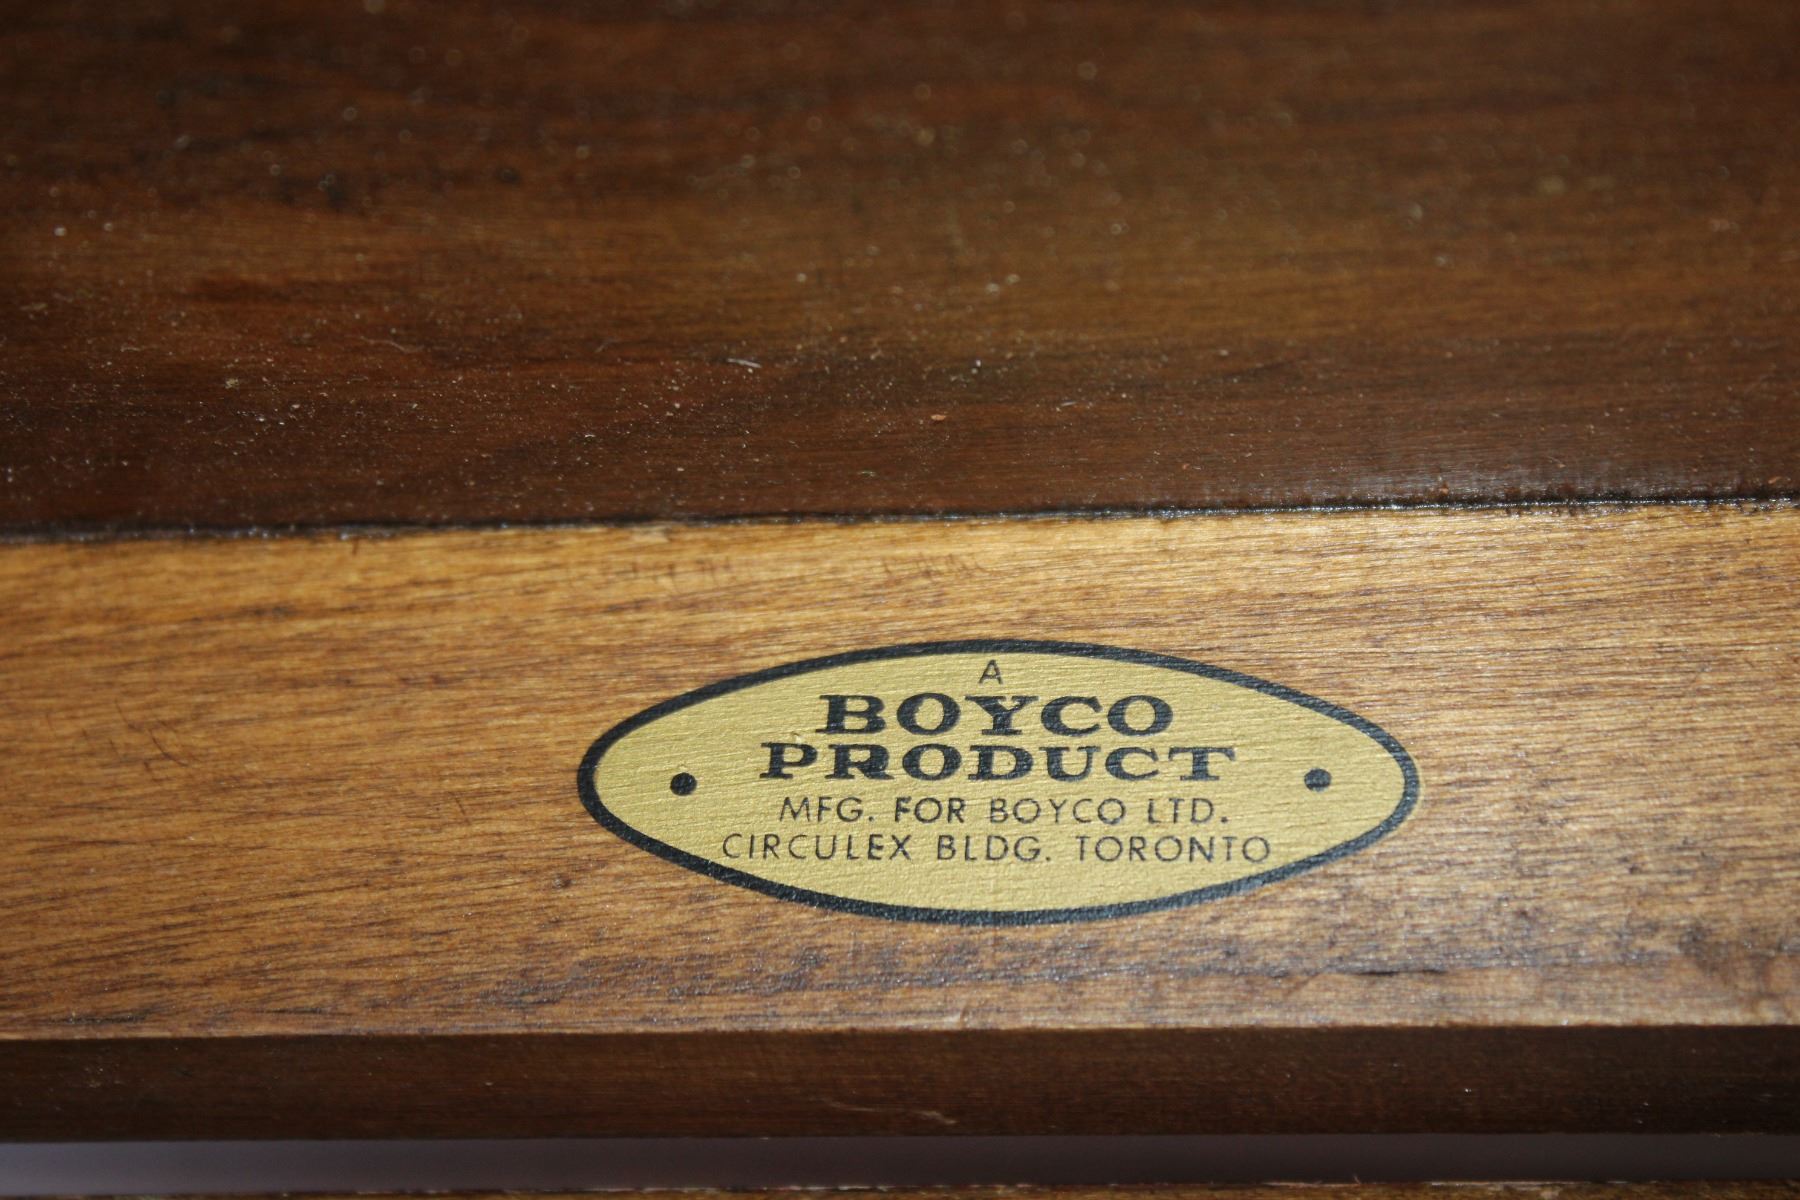 A
BOYCO
PRODUCT
MFG. FOR BOYCO LTD.
CIRCULEX BLDG. TORONTO